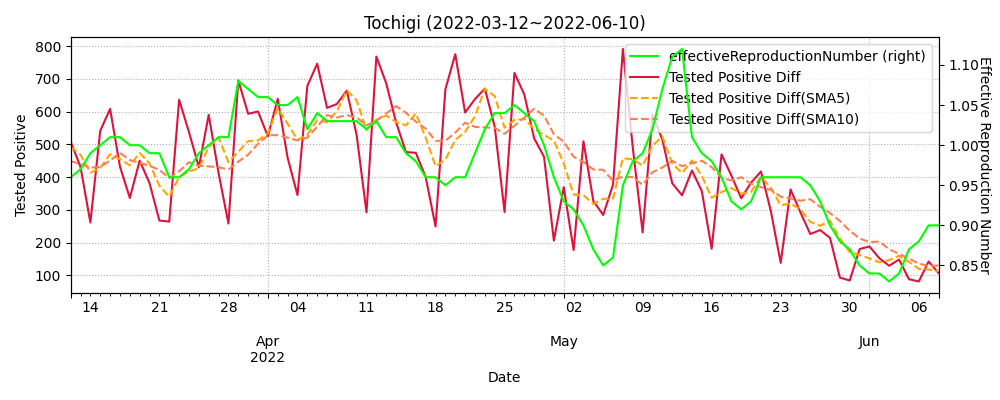 Tochigi (2022-03-12~2022-06-10)
effectiveReproductionNumber (right)
Tested Positive Diff
Tested Positive Diff(SMA5)
Tested Positive Diff(SMA10)
Tested Positive
800
700
600
500
400
300
200
100
1.10
1.05
1.00
0.95
0.90
0.85
Effective Reproduction Number
14 21 28 04 11 18 25 02 09 16 23 30 06
Apr May Jun
2022
Date